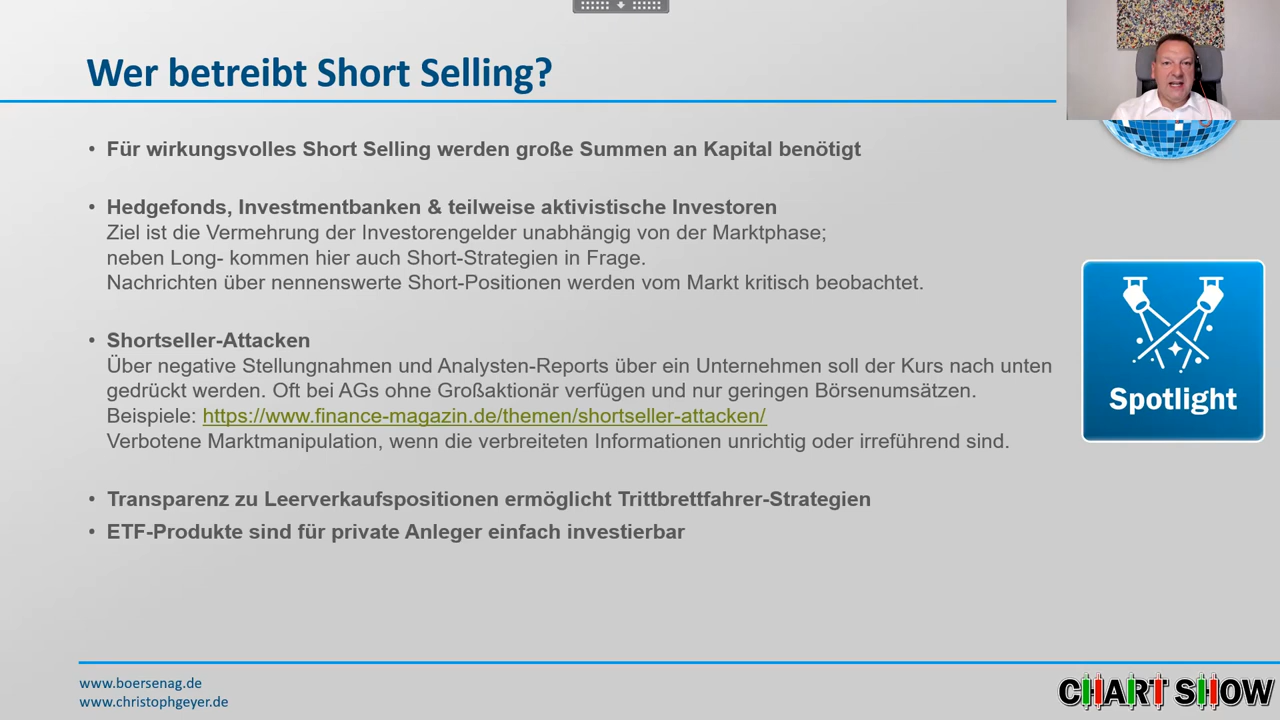 Wer betreibt Short Selling?
• Für wirkungsvolles Short Selling werden große Summen an Kapital benötigt
• Hedgefonds, Investmentbanken & teilweise aktivistische Investoren
Ziel ist die Vermehrung der Investorengelder unabhängig von der Marktphase;
neben Long- kommen hier auch Short-Strategien in Frage.
Nachrichten über nennenswerte Short-Positionen werden vom Markt kritisch beobachtet.
• Shortseller-Attacken
Über negative Stellungnahmen und Analysten-Reports über ein Unternehmen soll der Kurs nach unten
gedrückt werden. Oft bei AGs ohne Großaktionär verfügen und nur geringen Börsenumsätzen.
Beispiele: https://www.finance-magazin.de/themen/shortseller-attacken/
Verbotene Marktmanipulation, wenn die verbreiteten Informationen unrichtig oder irreführend sind.
• Transparenz zu Leerverkaufspositionen ermöglicht Trittbrettfahrer-Strategien
• ETF-Produkte sind für private Anleger einfach investierbar
Spotlight
www.boersenag.de
www.christophgeyer.de
CHART SHOW